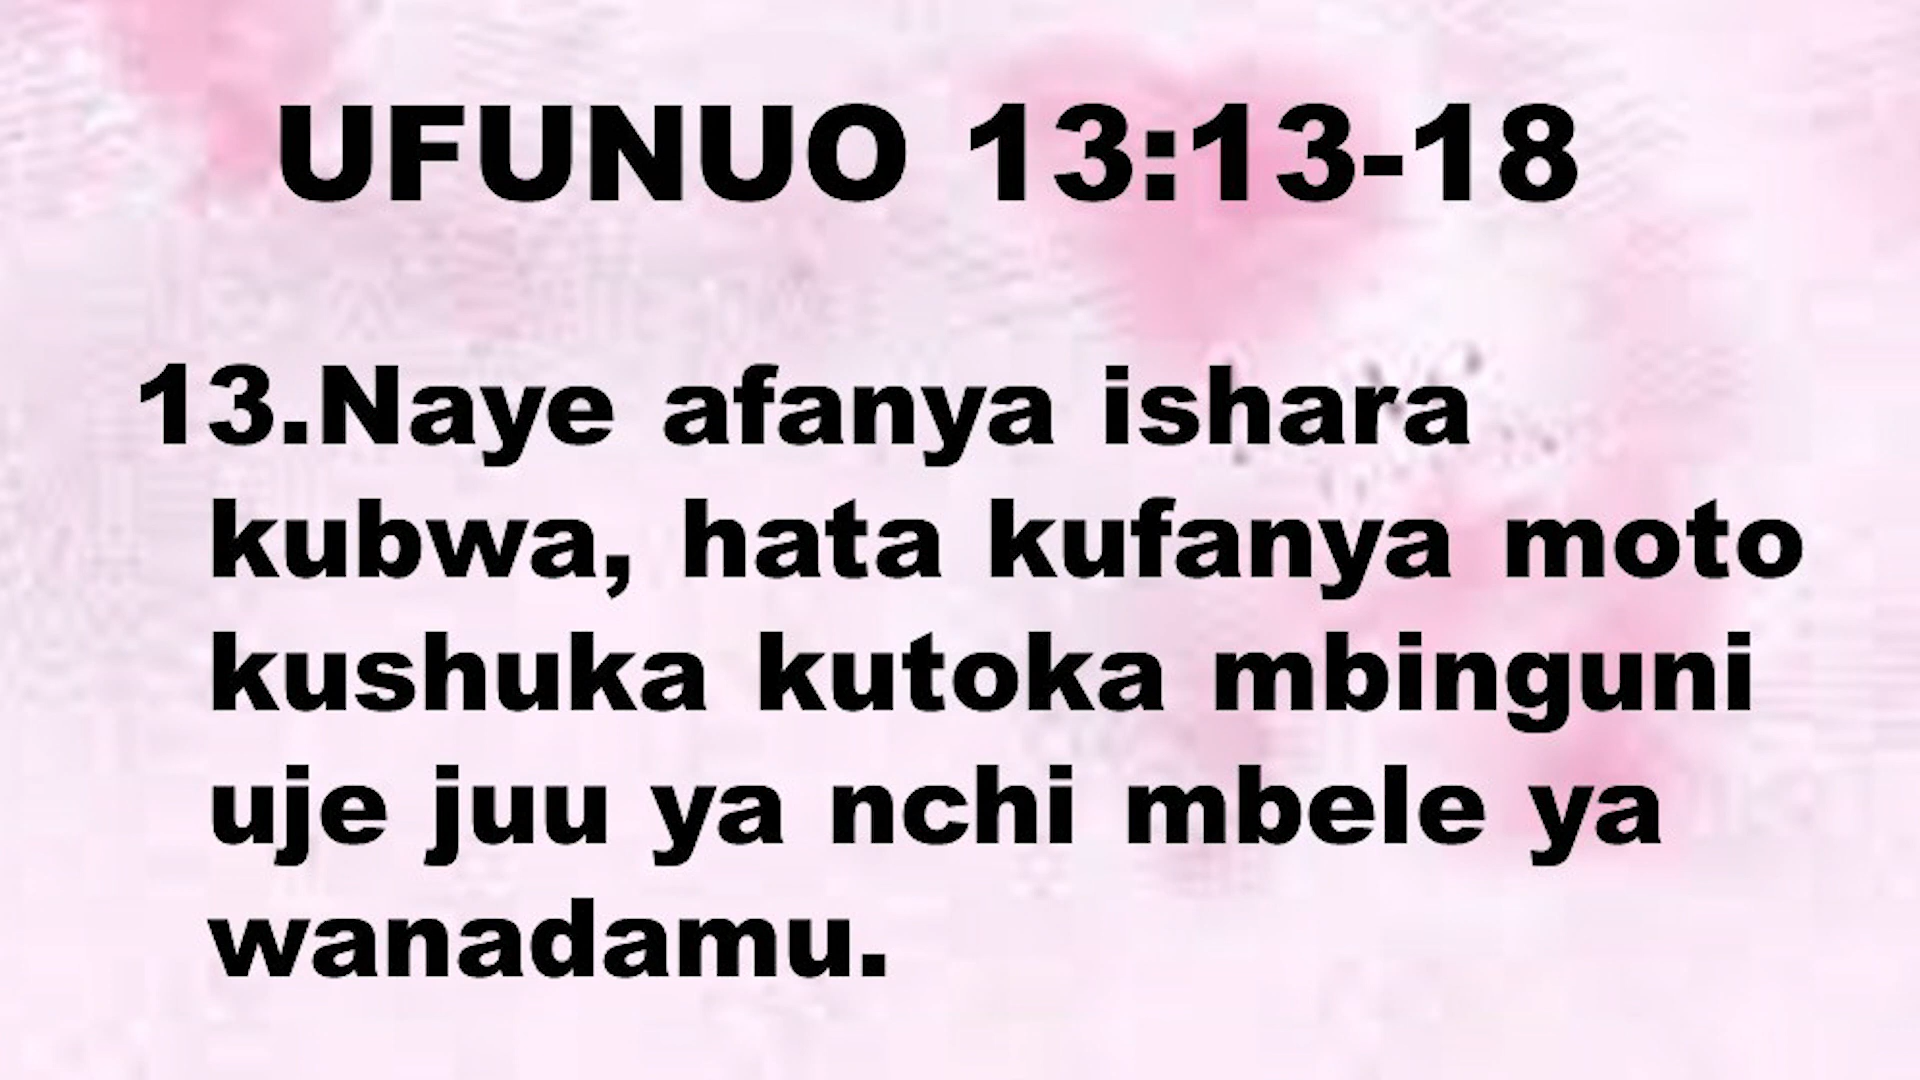 UFUNUO 13:13-18
13.Naye afanya ishara
kubwa, hata kufanya moto
kushuka kutoka mbinguni
uje juu ya nchi mbele ya
wanadamu.